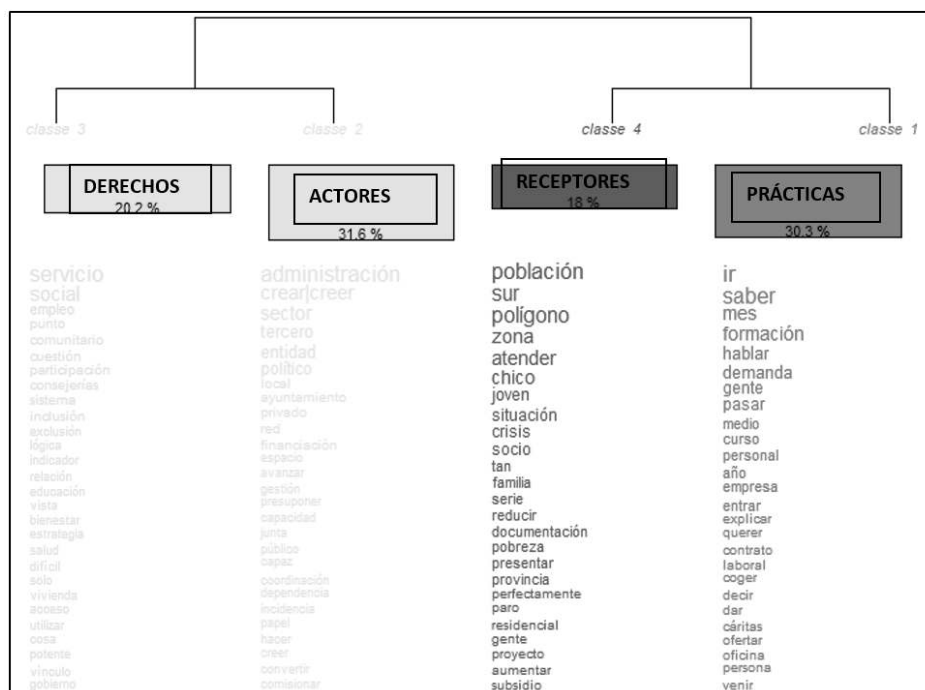 classe 3
classe 2
classe 4
classe 1
DERECHOS
20.2 %
ACTORES
31.6 %
RECEPTORES
18 %
PRÁCTICAS
30.3 %
servicio
social
empleo
punto
comunitario
cuestión
participación
consejerías
sistema
inclusión
exclusión
lógica
indicador
relación
educación
vista
bienestar
estrategia
salud
difícil
solo
vivienda
acceso
utilizar
cosa
potente
vínculo
gobierno
administración
crear|creer
sector
tercero
entidad
político
local
ayuntamiento
privado
red
financiación
espacio
avanzar
gestión
presuponer
capacidad
junta
público
capaz
coordinación
dependencia
incidencia
papel
hacer
creer
convertir
comisionar
población
sur
polígono
zona
atender
chico
joven
situación
crisis
socio
tan
familia
serie
reducir
documentación
pobreza
presentar
provincia
perfectamente
paro
residencial
gente
proyecto
aumentar
subsidio
ir
saber
mes
formación
hablar
demanda
gente
pasar
medio
curso
personal
año
empresa
entrar
explicar
querer
contrato
laboral
coger
decir
dar
cáritas
ofertar
oficina
persona
venir